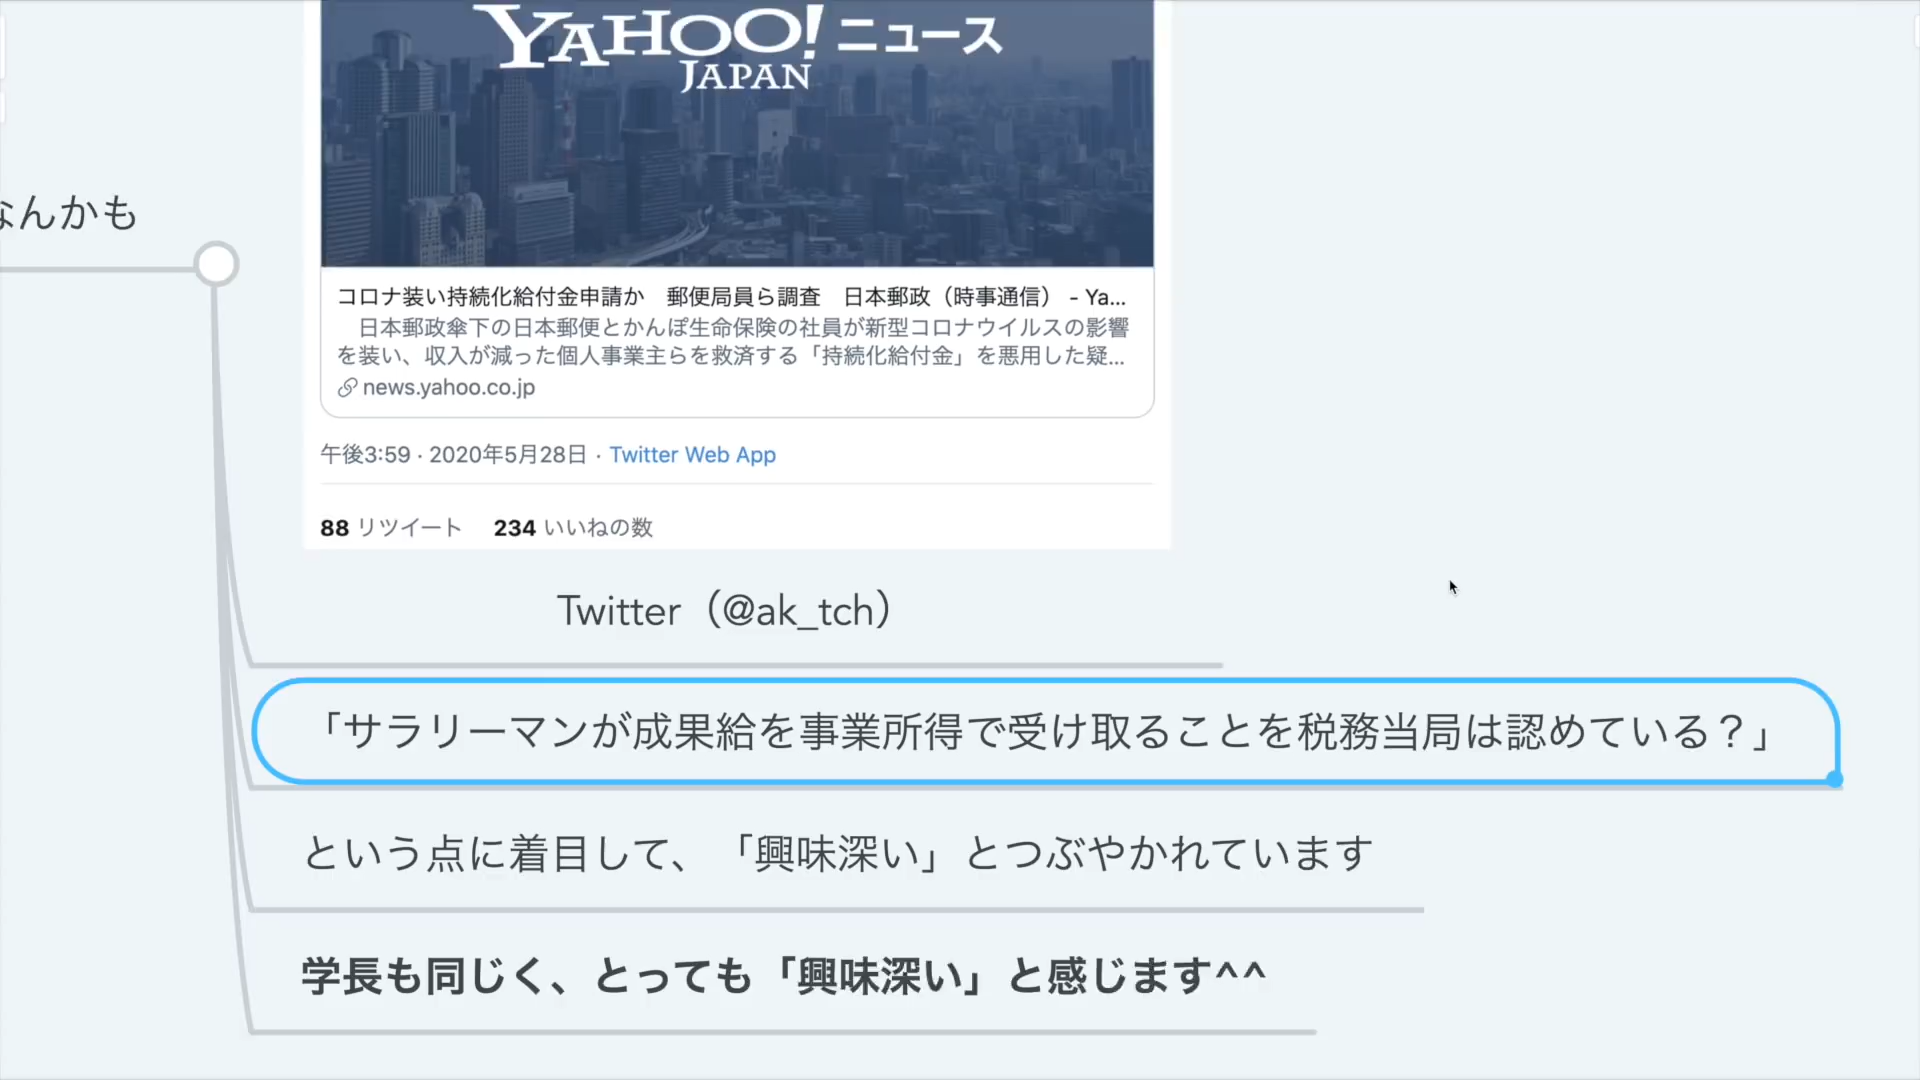 YAHOO!ニュース
JAPAN
なんかも
コロナ装い持続化給付金申請か　郵便局員ら調査　日本郵政（時事通信） - Ya...
日本郵政傘下の日本郵便とかんぽ生命保険の社員が新型コロナウイルスの影響
を装い、収入が減った個人事業主らを救済する「持続化給付金」を悪用した疑...
news.yahoo.co.jp
午後3:59 · 2020年5月28日 · Twitter Web App
88 リツイート 234 いいねの数
Twitter（@ak_tch）
「サラリーマンが成果給を事業所得で受け取ることを税務当局は認めている？」
という点に着目して、「興味深い」とつぶやかれています
学長も同じく、とっても「興味深い」と感じます^^